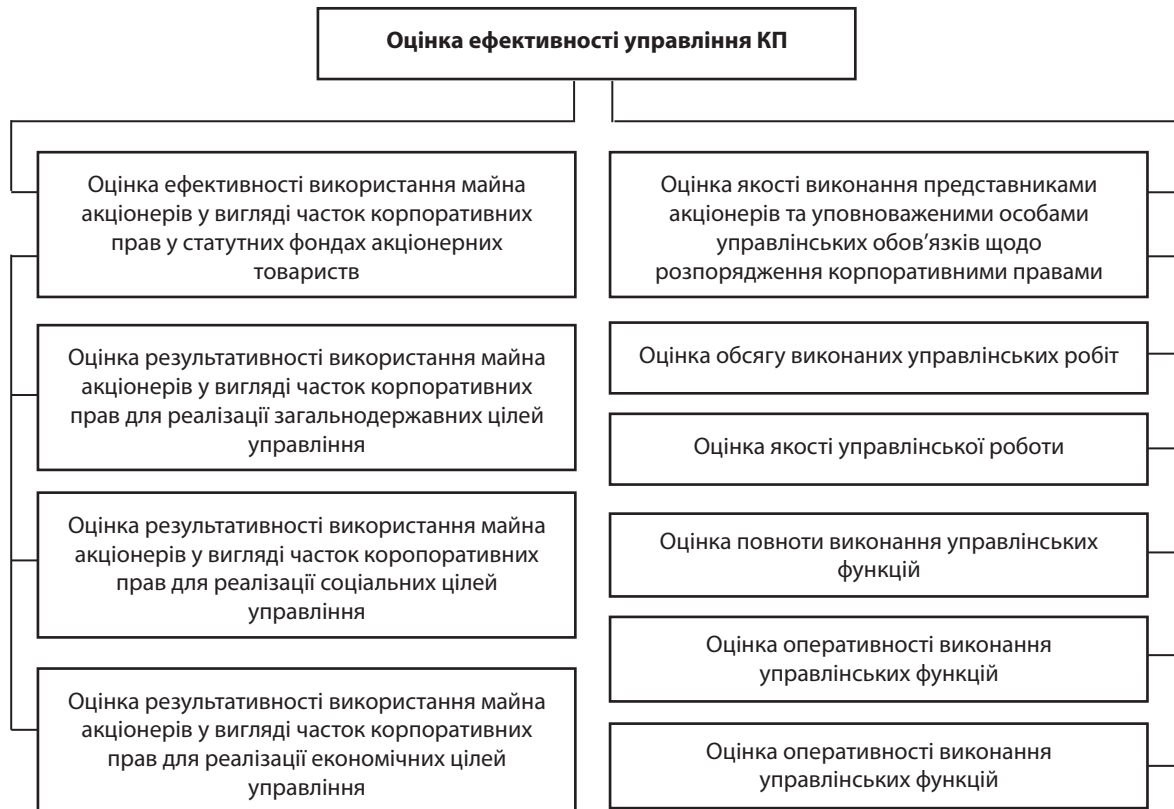 Оцінка ефективності управління КП
Оцінка ефективності використання майна
акціонерів у вигляді часток корпоративних
прав у статутних фондах акціонерних
товариств
Оцінка результативності використання майна
акціонерів у вигляді часток корпоративних
прав для реалізації загальнодержавних цілей
управління
Оцінка результативності використання майна
акціонерів у вигляді часток коропоративних
прав для реалізації соціальних цілей
управління
Оцінка результативності використання майна
акціонерів у вигляді часток корпоративних
прав для реалізації економічних цілей
управління
Оцінка якості виконання представниками
акціонерів та уповноваженими особами
управлінських обов’язків щодо
розпорядження корпоративними правами
Оцінка обсягу виконаних управлінських робіт
Оцінка якості управлінської роботи
Оцінка повноти виконання управлінських
функцій
Оцінка оперативності виконання
управлінських функцій
Оцінка оперативності виконання
управлінських функцій